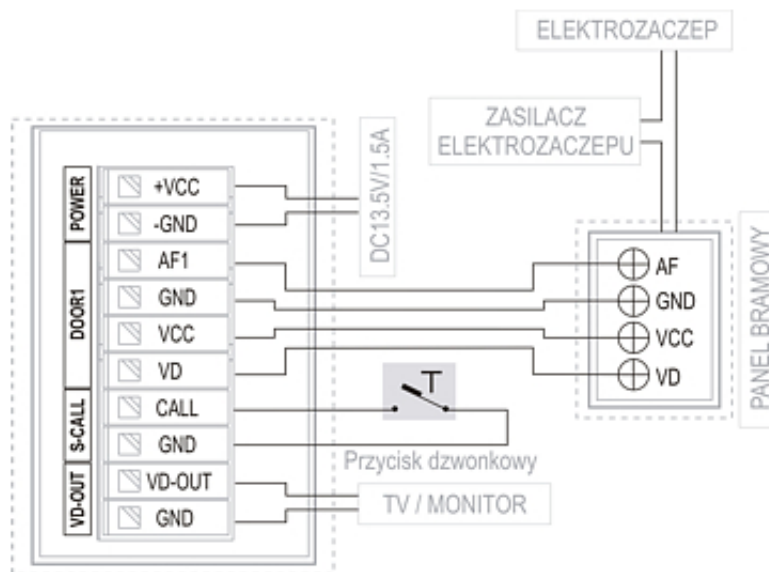 ELEKTROZACZEP
ZASILACZ
ELEKTROZACZEPU
DC13.5V/1.5A
POWER
+VCC
-GND
DOOR1
AF1
GND
VCC
VD
S-CALL
CALL
GND
VD-OUT
VD-OUT
GND
AF
GND
VCC
VD
PANEL BRAMOWY
Przycisk dzwonkowy
TV / MONITOR